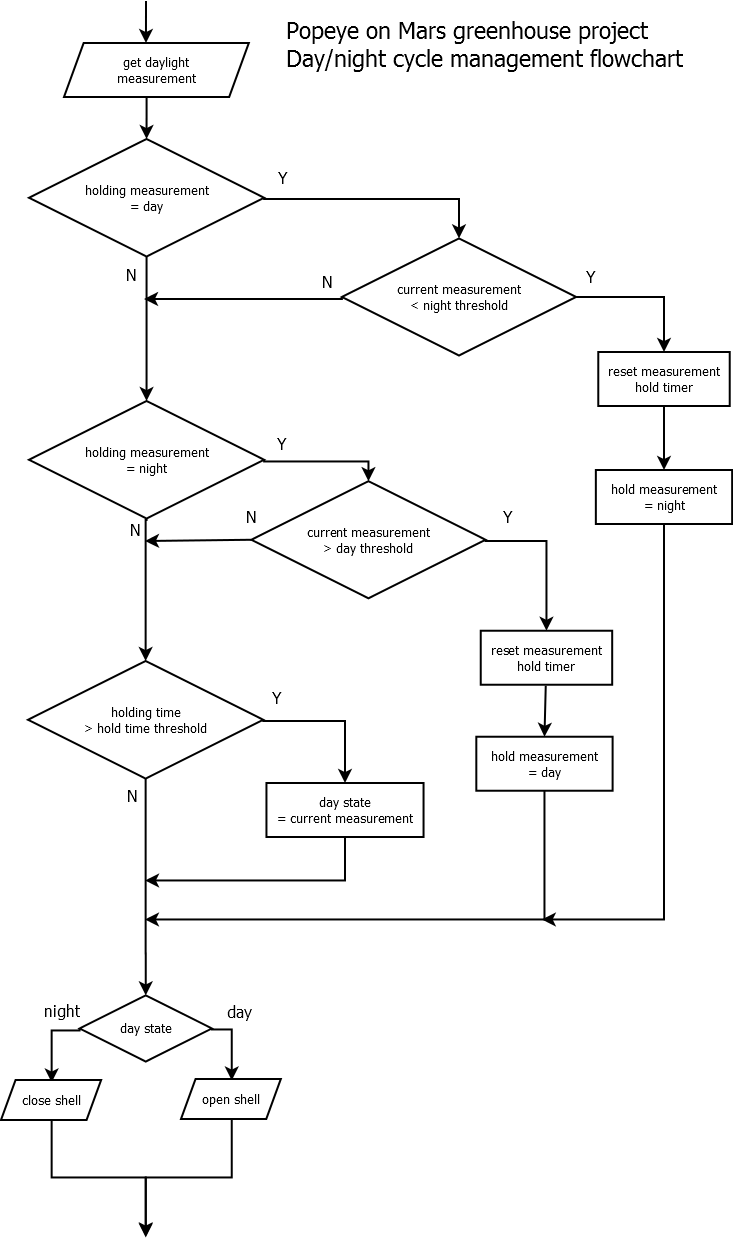 Popeye on Mars greenhouse project
Day/night cycle management flowchart
get daylight
measurement
holding measurement
= day
Y
N
current measurement
< night threshold
N
Y
reset measurement
hold timer
hold measurement
= night
holding measurement
= night
Y
N
current measurement
> day threshold
N
Y
reset measurement
hold timer
hold measurement
= day
holding time
> hold time threshold
Y
N
day state
= current measurement
day state
night
day
close shell
open shell